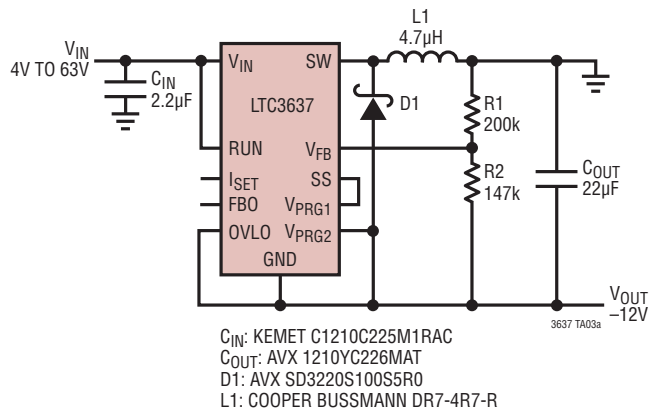 L1
4.7µH
VIN
4V TO 63V
CIN
2.2µF
VIN
SW
LTC3637
D1
R1
200k
RUN
VFB
ISET
SS
R2
147k
COUT
22µF
FBO
VPRG1
OVLO
VPRG2
GND
VOUT
–12V
3637 TA03a
CIN: KEMET C1210C225M1RAC
COUT: AVX 1210YC226MAT
D1: AVX SD3220S100S5R0
L1: COOPER BUSSMANN DR7-4R7-R